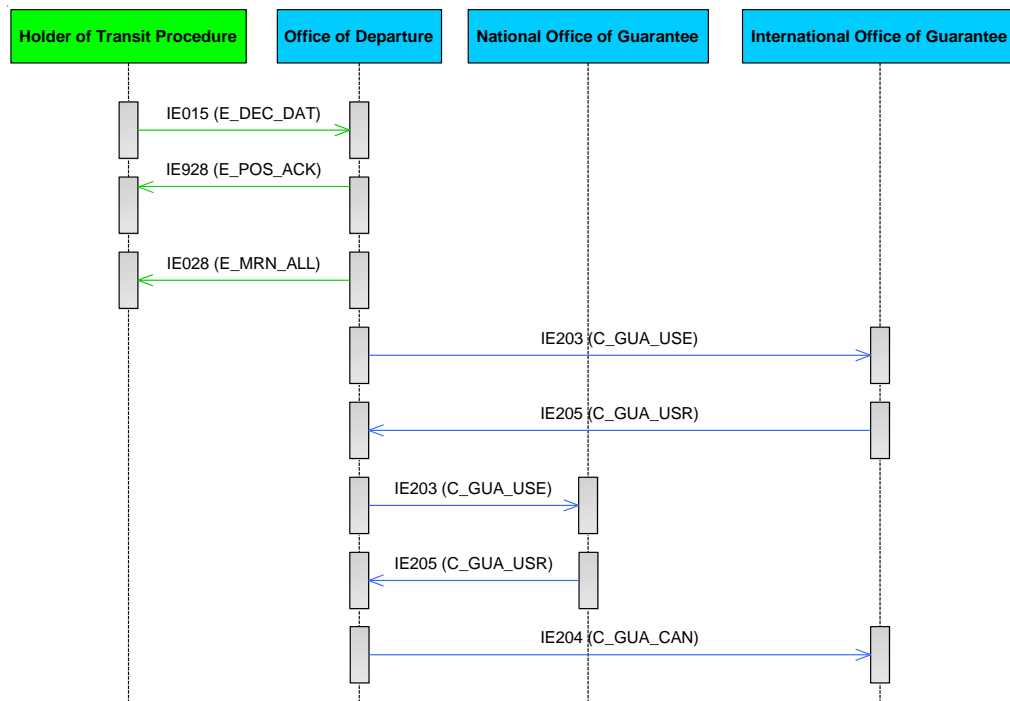 Holder of Transit Procedure
Office of Departure
National Office of Guarantee
International Office of Guarantee
IE015 (E_DEC_DAT)
IE928 (E_POS_ACK)
IE028 (E_MRN_ALL)
IE203 (C_GUA_USE)
IE205 (C_GUA_USR)
IE203 (C_GUA_USE)
IE205 (C_GUA_USR)
IE204 (C_GUA_CAN)